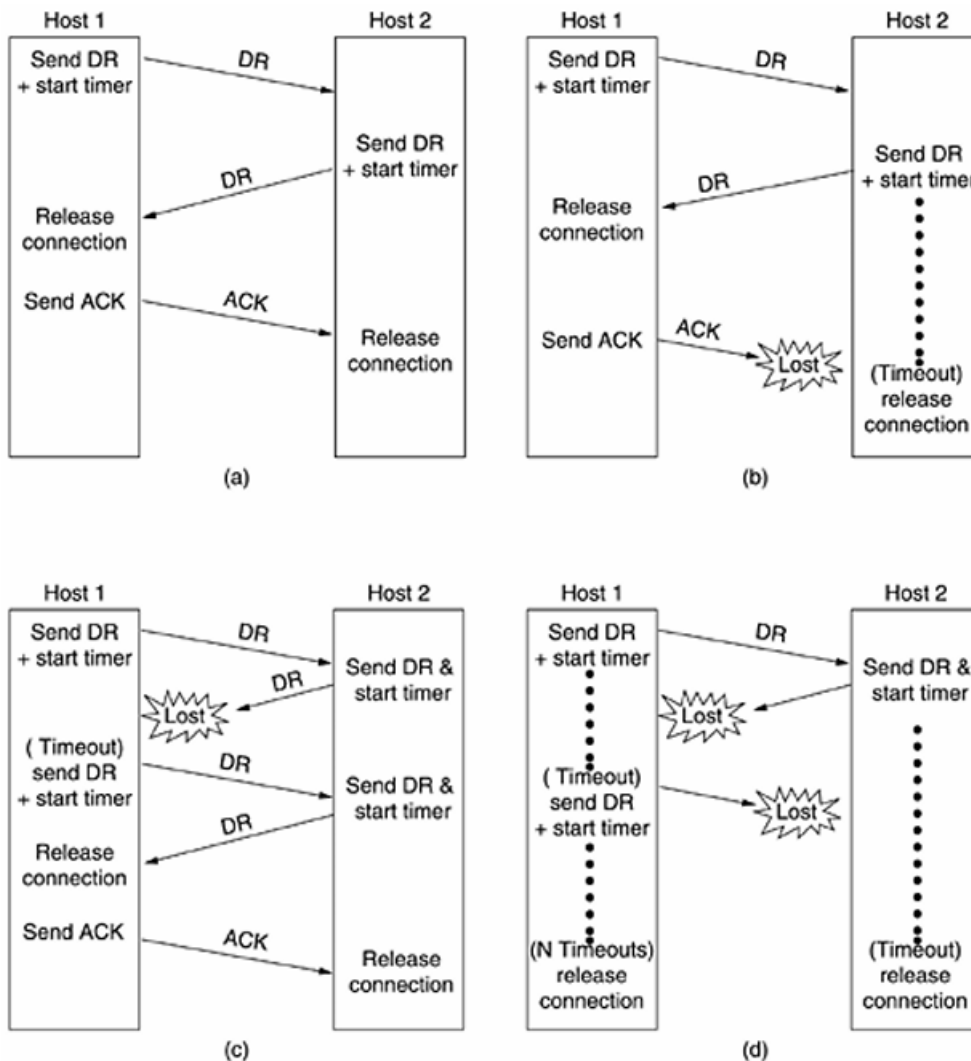 Host 1
Host 2
Send DR
+ start timer
DR
Send DR
+ start timer
DR
Release
connection
Send ACK
ACK
Release
connection
(a)
Host 1
Host 2
Send DR
+ start timer
DR
Send DR
+ start timer
DR
Release
connection
Send ACK
ACK
Lost
(Timeout)
release
connection
(b)
Host 1
Host 2
Send DR
+ start timer
DR
Send DR &
start timer
DR
Lost
( Timeout)
send DR
+ start timer
DR
Send DR &
start timer
DR
Release
connection
Send ACK
ACK
Release
connection
(c)
Host 1
Host 2
Send DR
+ start timer
DR
Send DR &
start timer
Lost
( Timeout)
send DR
+ start timer
Lost
(N Timeouts)
release
connection
(Timeout)
release
connection
(d)